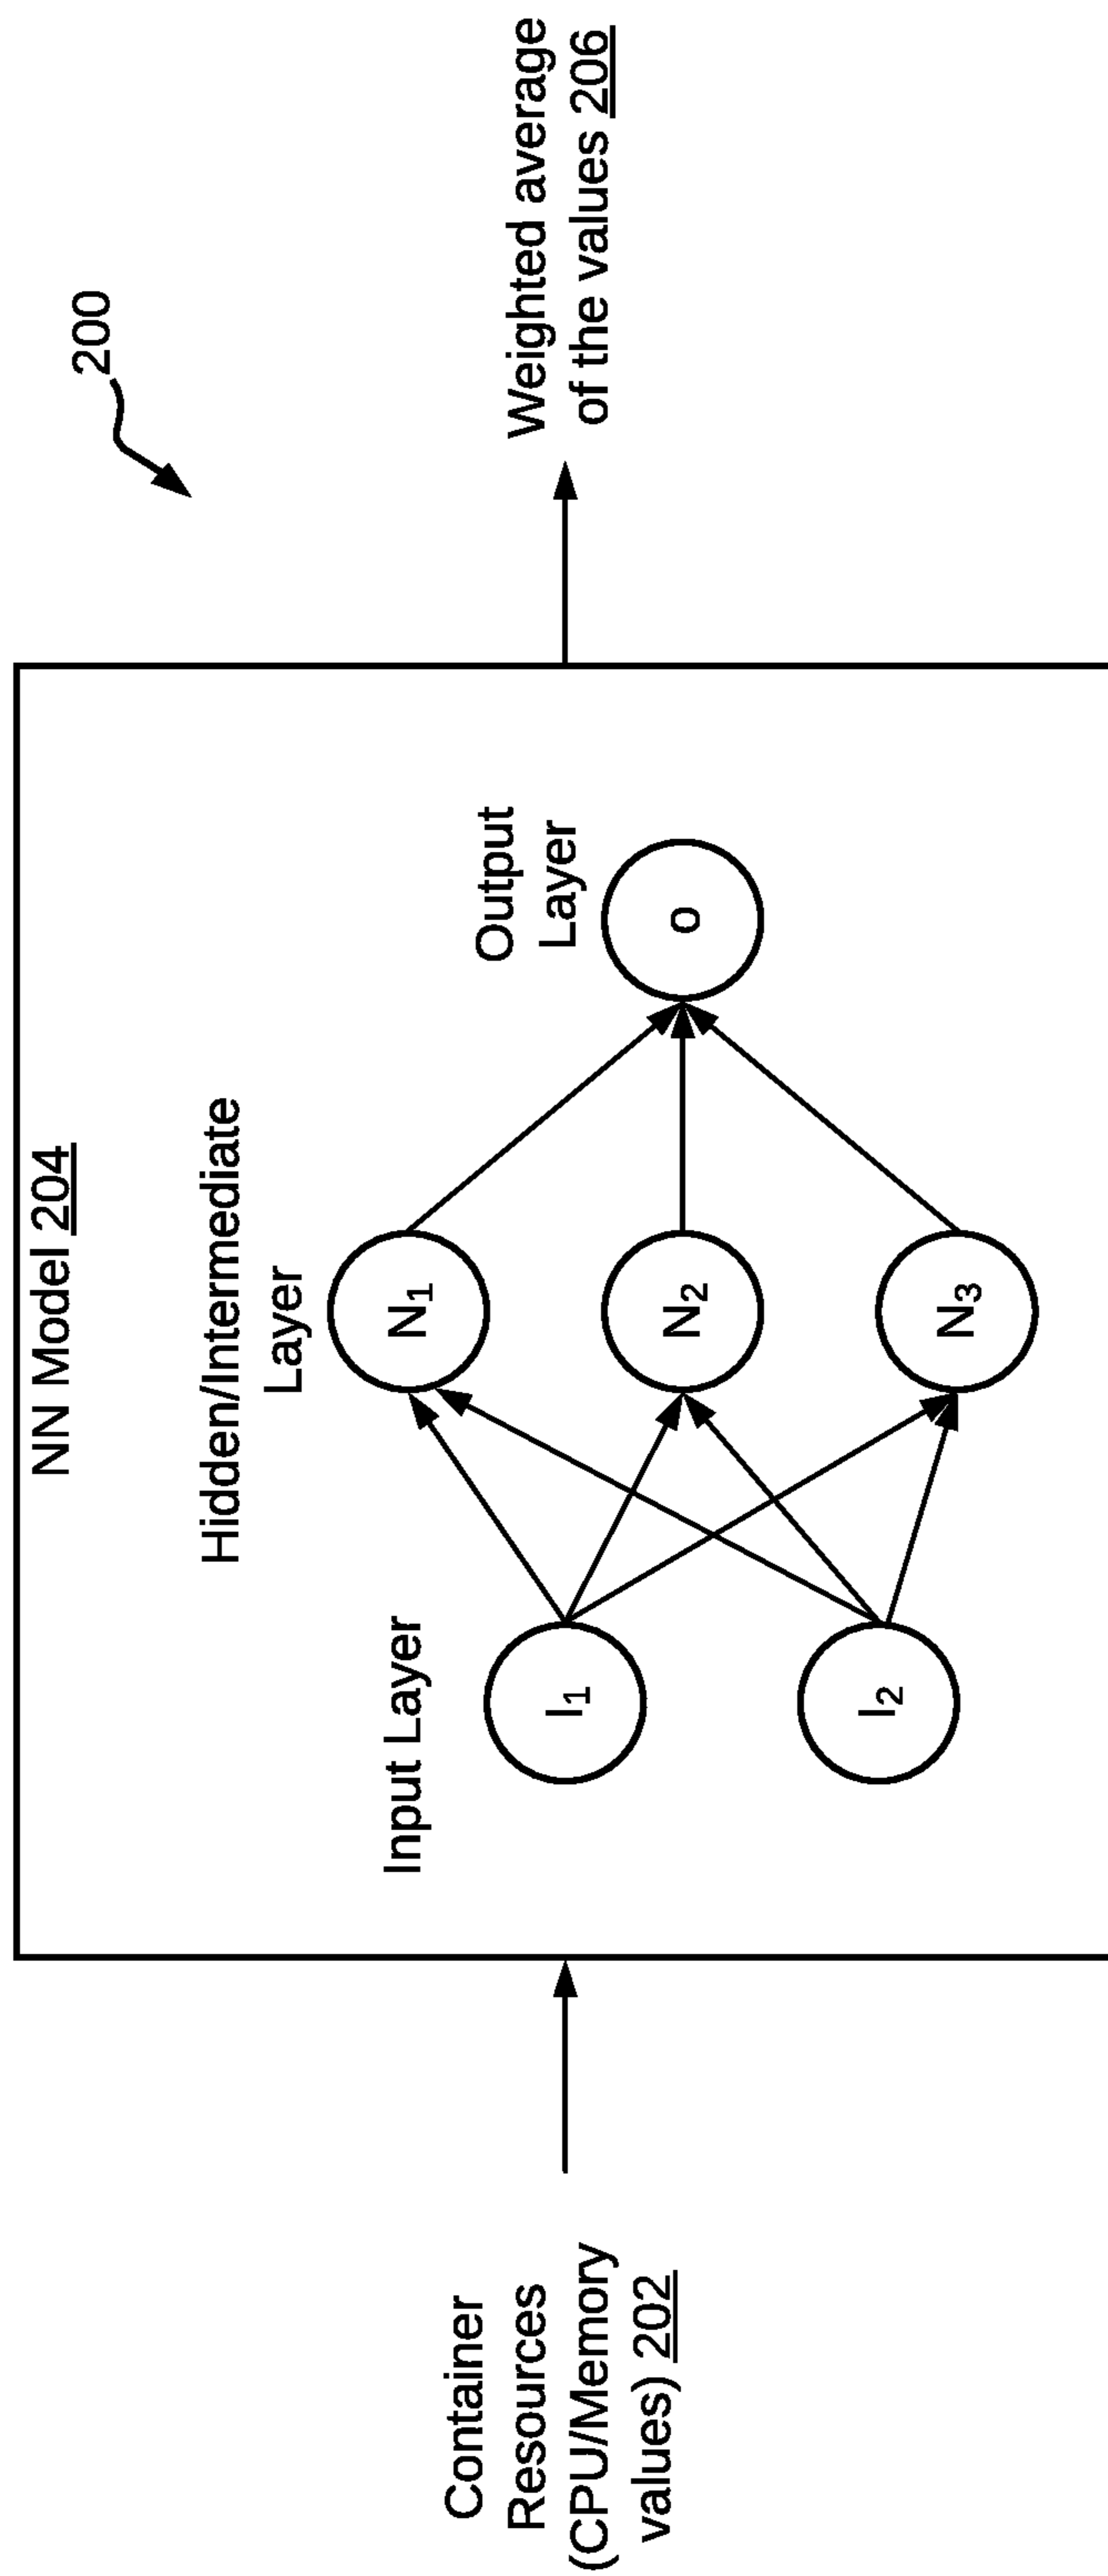 200
NN Model 204
Hidden/Intermediate
Layer
Input Layer
Output
Layer
N1
I1
N2
O
I2
N3
Container
Resources
(CPU/Memory
values) 202
Weighted average
of the values 206